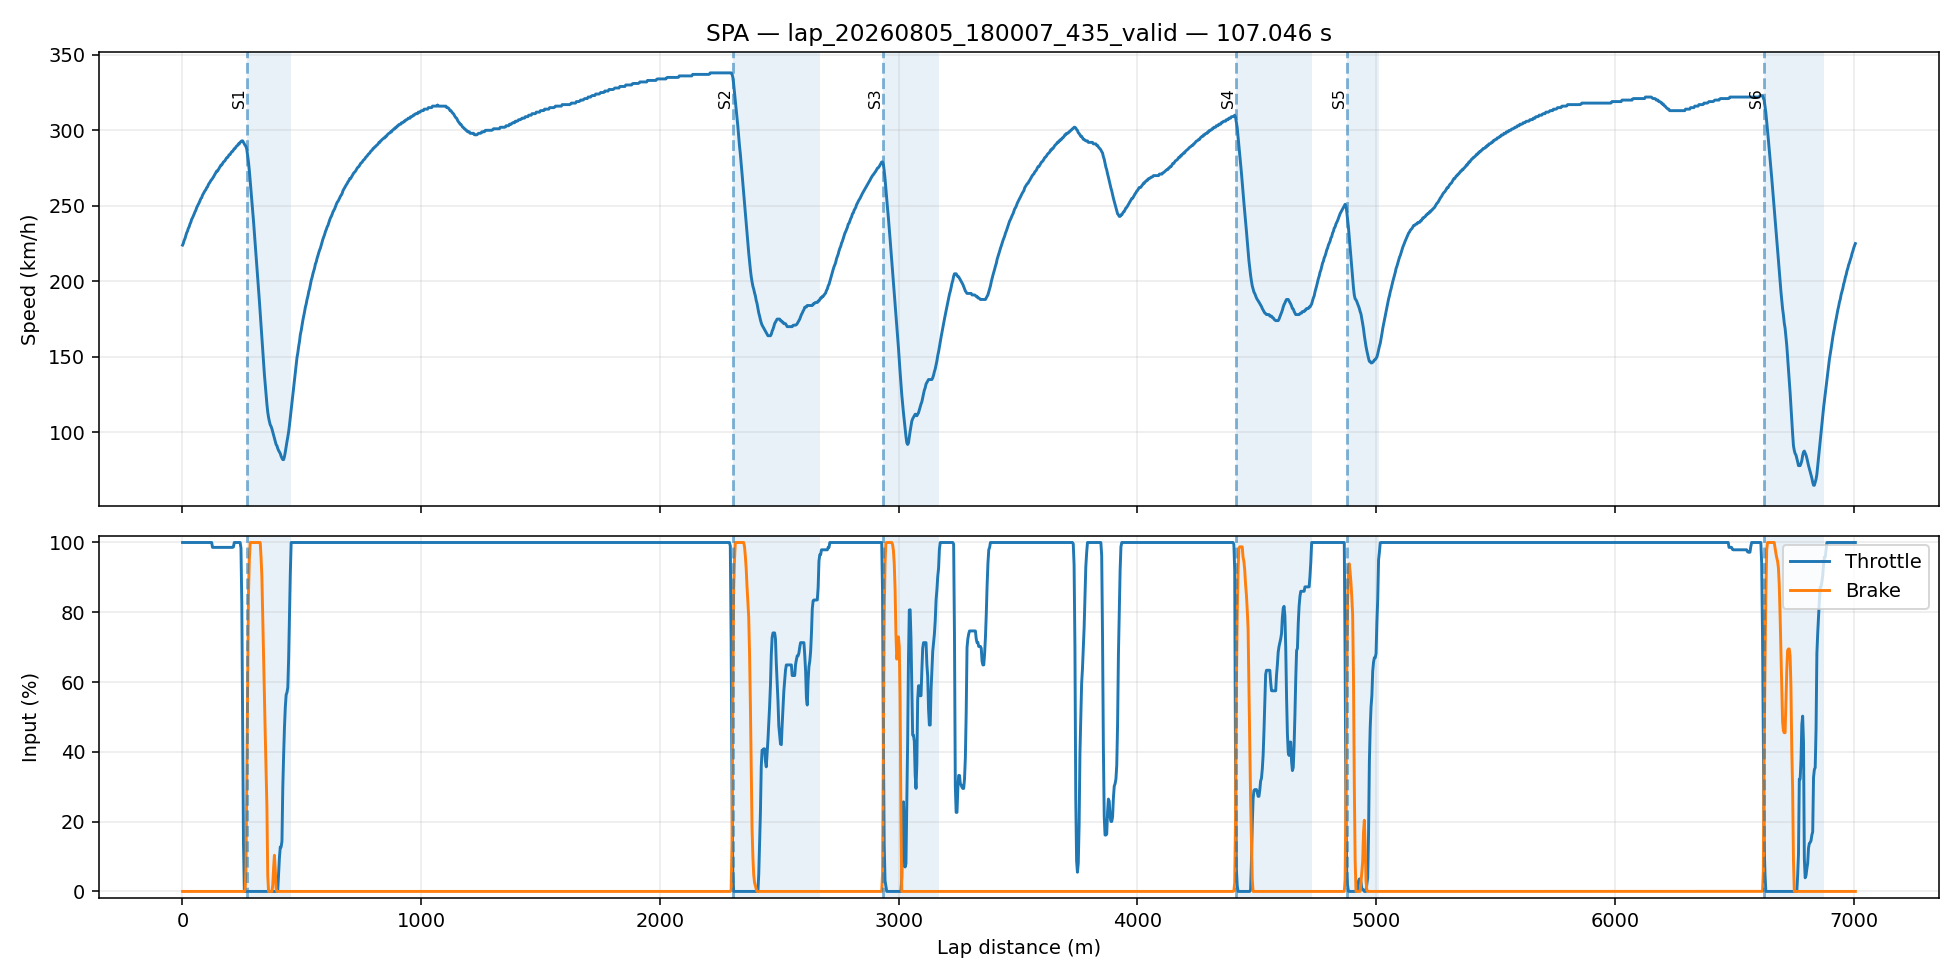 SPA — lap_20260805_180007_435_valid — 107.046 s
350
300
250
200
150
100
Speed (km/h)
S1
S2
S3
S4
S5
S6
100
80
60
40
20
0
Input (%)
Throttle
Brake
0
1000
2000
3000
4000
5000
6000
7000
Lap distance (m)